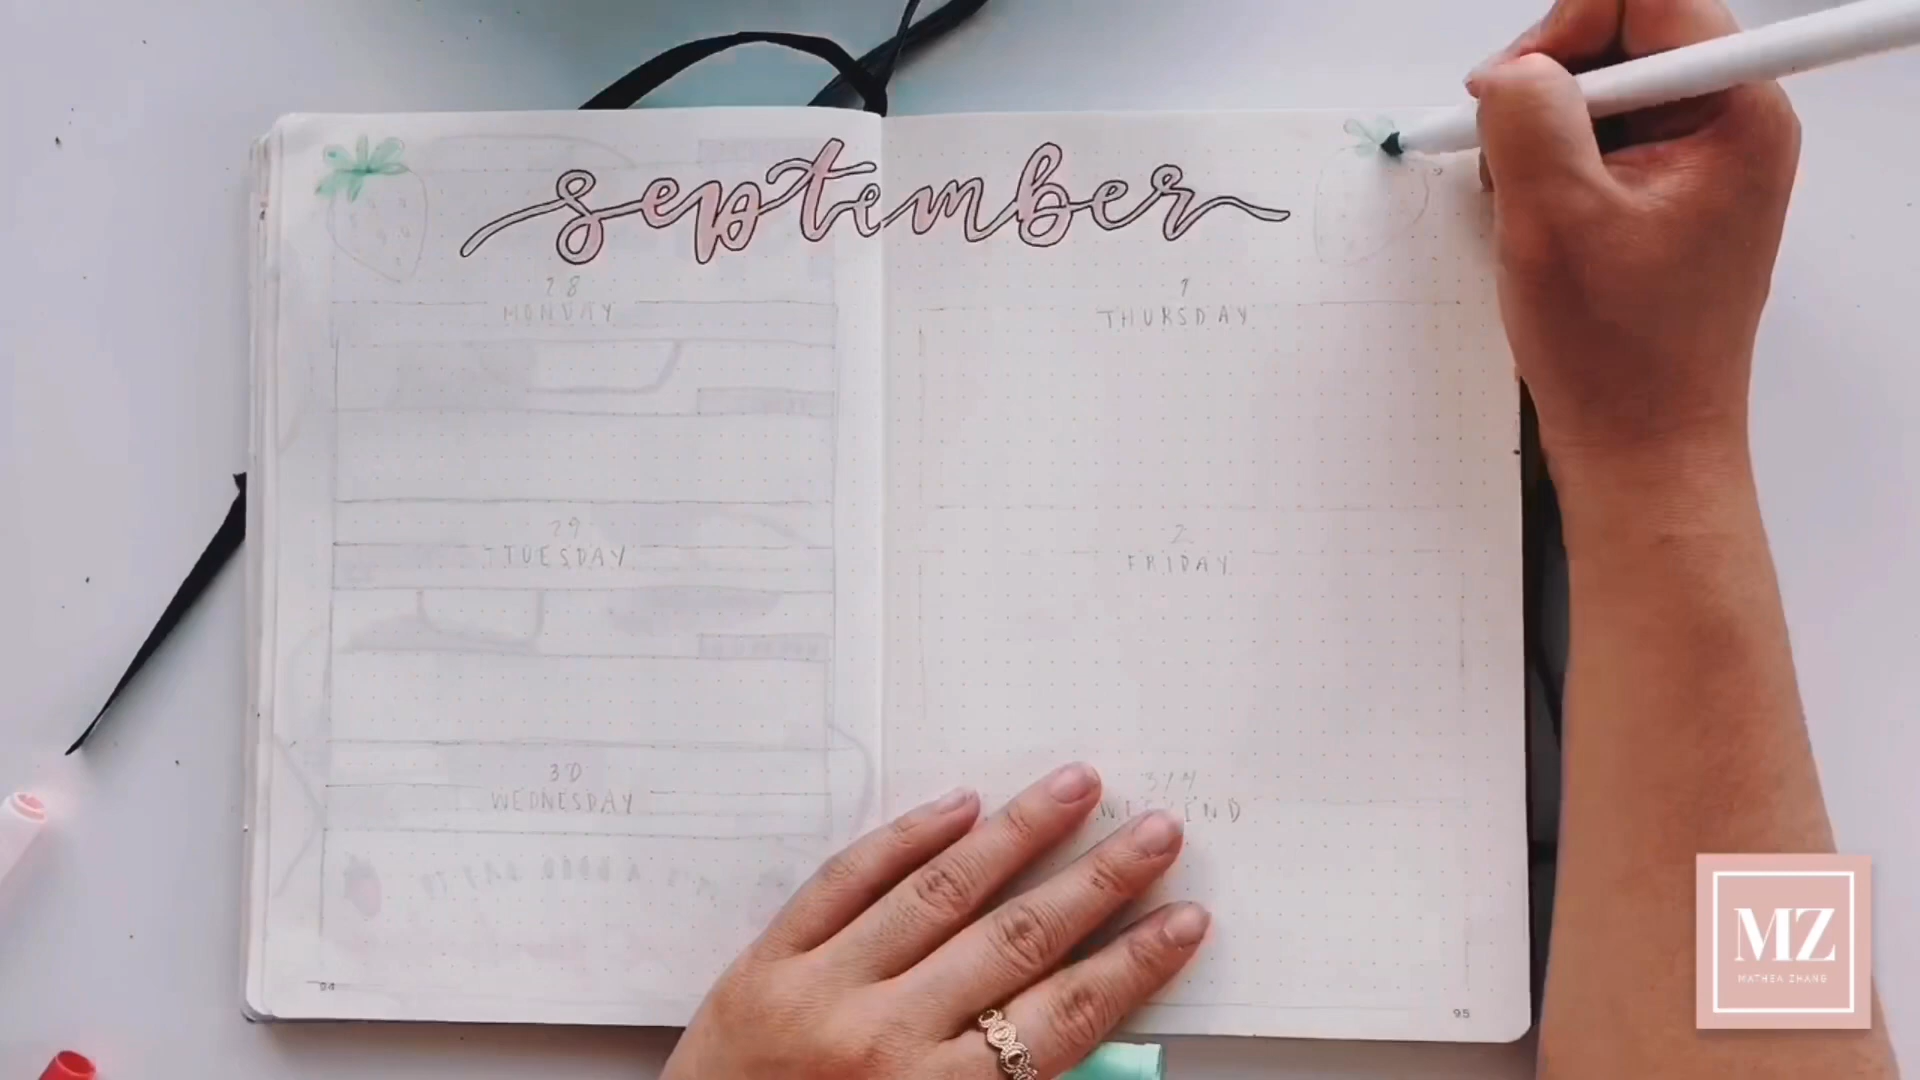 september
28
MONDAY
29
TUESDAY
30
WEDNESDAY
94
1
THURSDAY
2
FRIDAY
3/4
95
MZ
MATHEA ZHANG